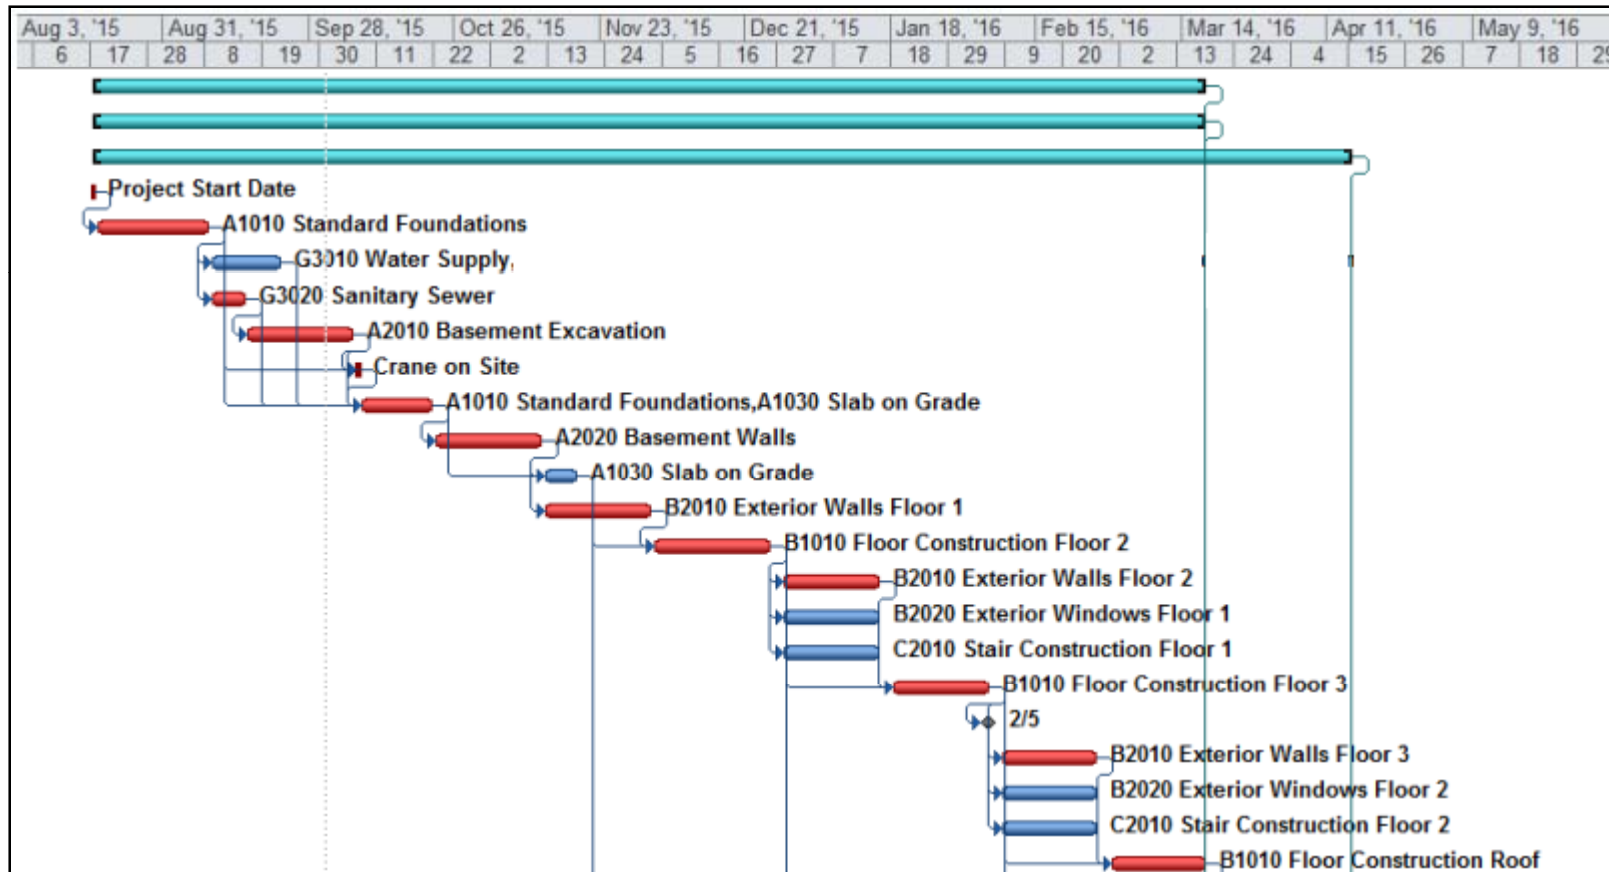 Aug 3, '15 Aug 31, '15 Sep 28, '15 Oct 26, '15 Nov 23, '15 Dec 21, '15 Jan 18, '16 Feb 15, '16 Mar 14, '16 Apr 11, '16 May 9, '16
6 17 28 8 19 30 11 22 2 13 24 5 16 27 7 18 29 9 20 2 13 24 4 15 26 7 18 29
Project Start Date
A1010 Standard Foundations
G3010 Water Supply,
G3020 Sanitary Sewer
A2010 Basement Excavation
Crane on Site
A1010 Standard Foundations,A1030 Slab on Grade
A2020 Basement Walls
A1030 Slab on Grade
B2010 Exterior Walls Floor 1
B1010 Floor Construction Floor 2
B2010 Exterior Walls Floor 2
B2020 Exterior Windows Floor 1
C2010 Stair Construction Floor 1
B1010 Floor Construction Floor 3
2/5
B2010 Exterior Walls Floor 3
B2020 Exterior Windows Floor 2
C2010 Stair Construction Floor 2
B1010 Floor Construction Roof